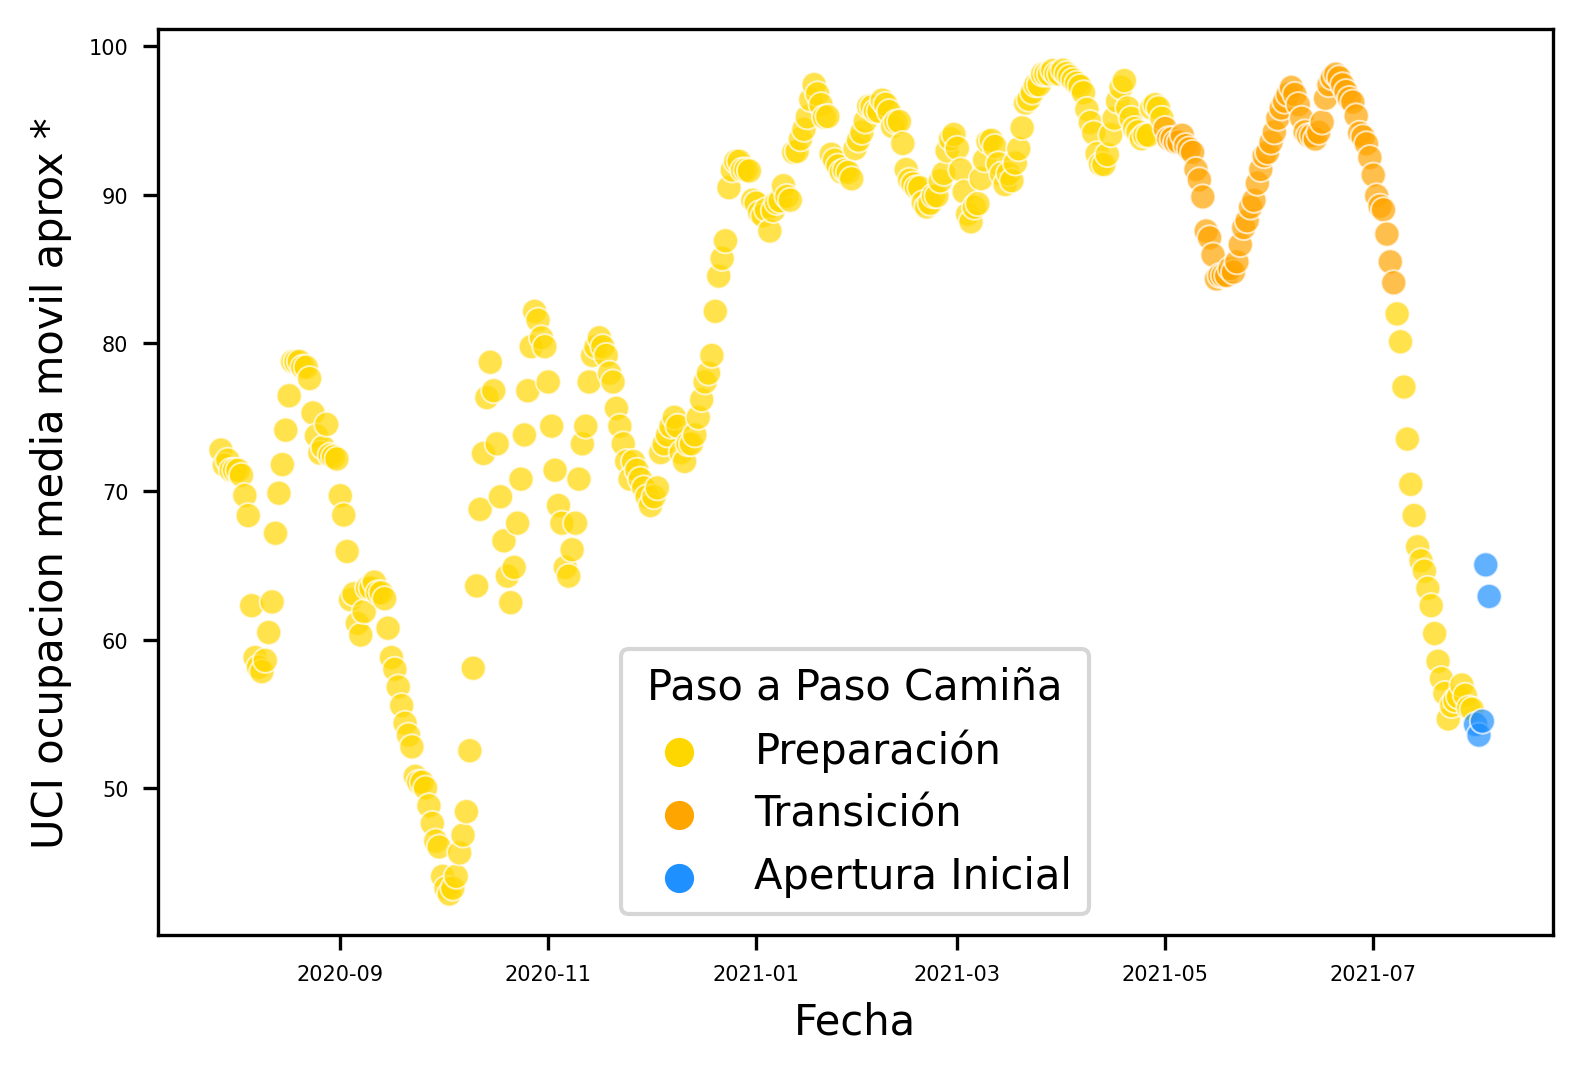 100
90
80
70
60
50
UCI ocupacion media movil aprox *
Paso a Paso Camiña
Preparación
Transición
Apertura Inicial
2020-09 2020-11 2021-01 2021-03 2021-05 2021-07
Fecha